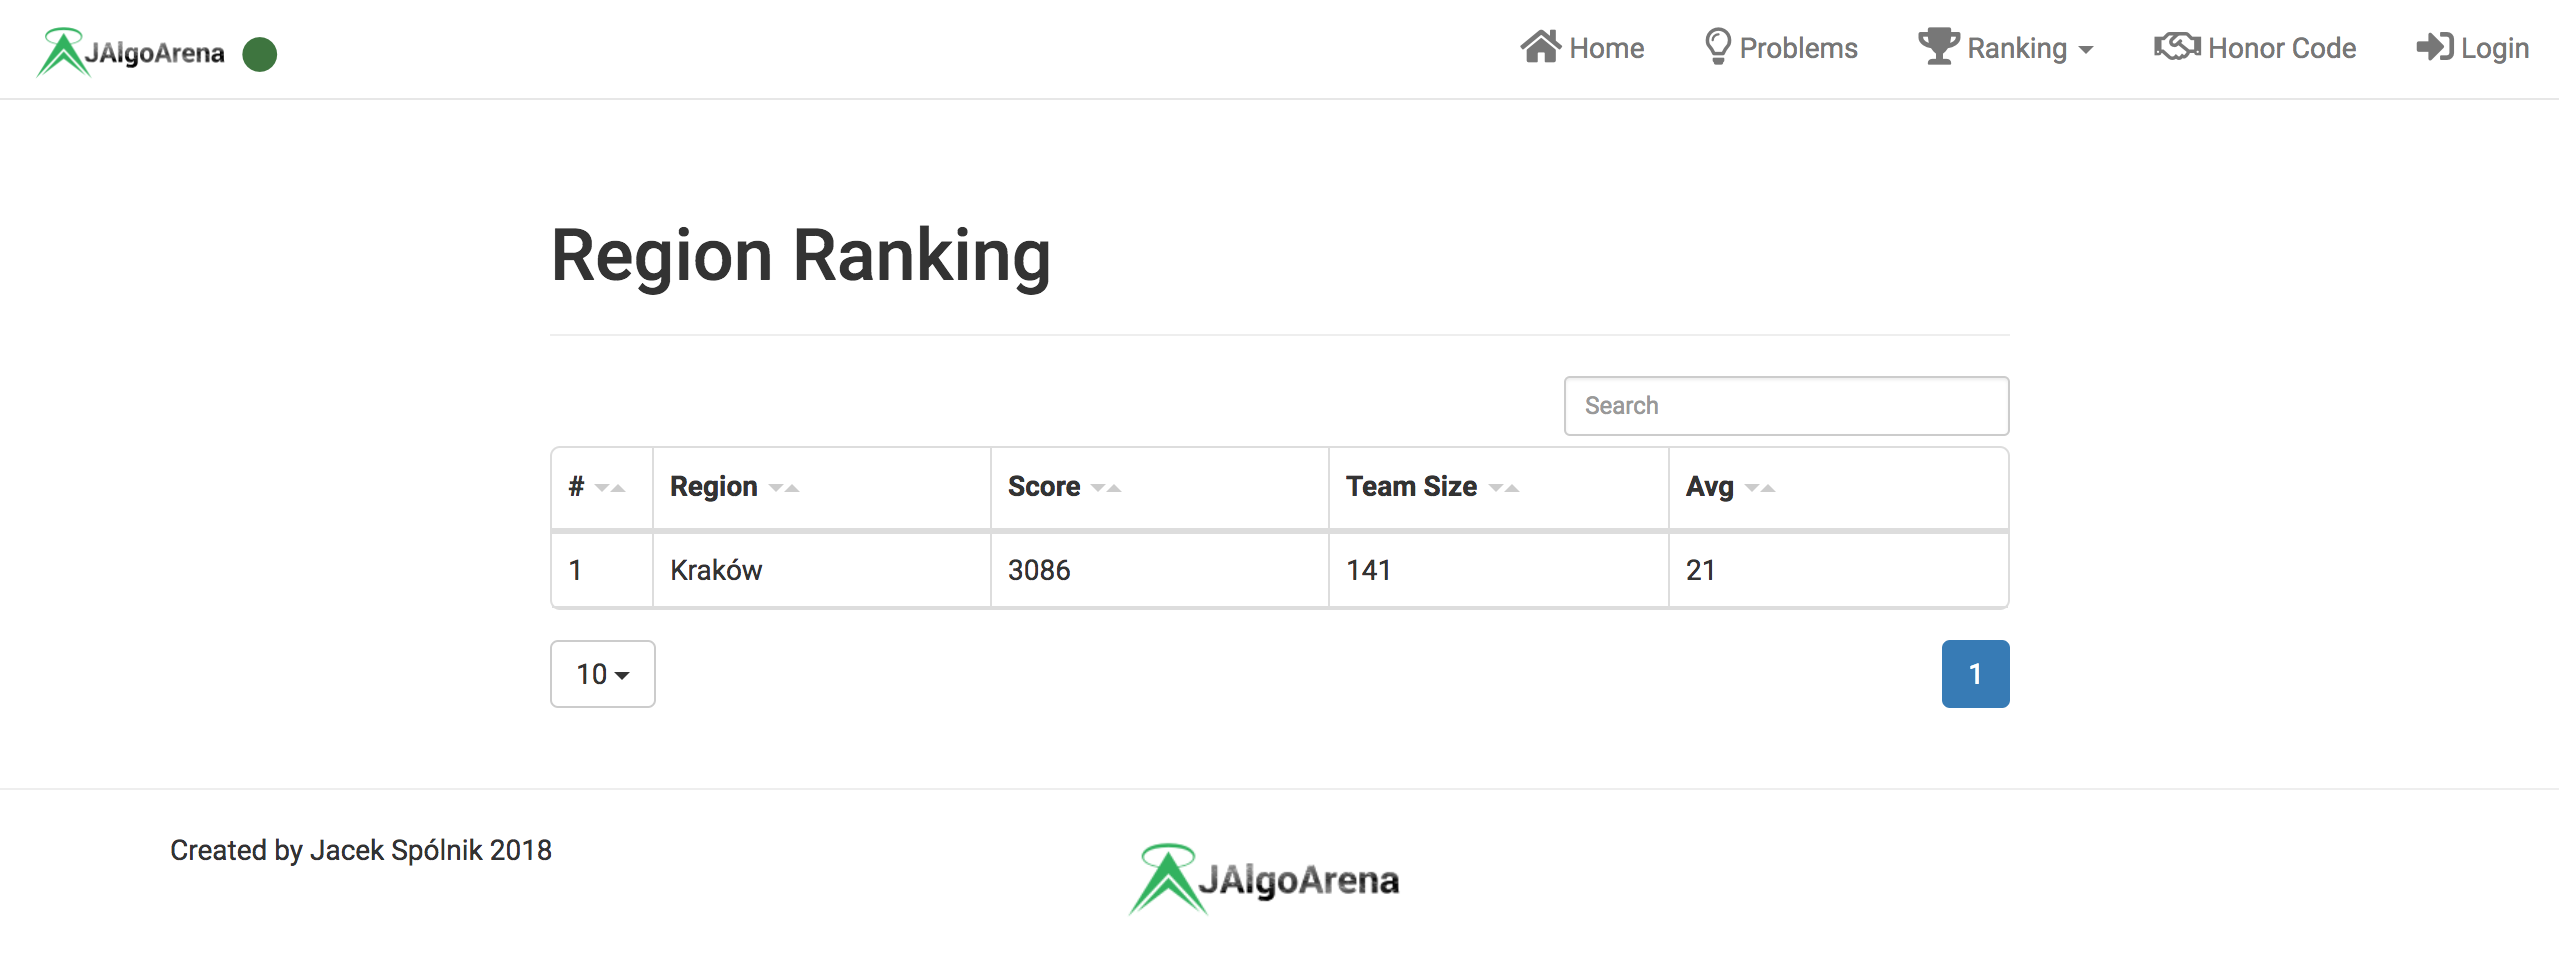 JAlgoArena Home Problems Ranking Honor Code Login
Region Ranking
Search
# Region Score Team Size Avg
1 Kraków 3086 141 21
10 1
Created by Jacek Spólnik 2018
JAlgoArena